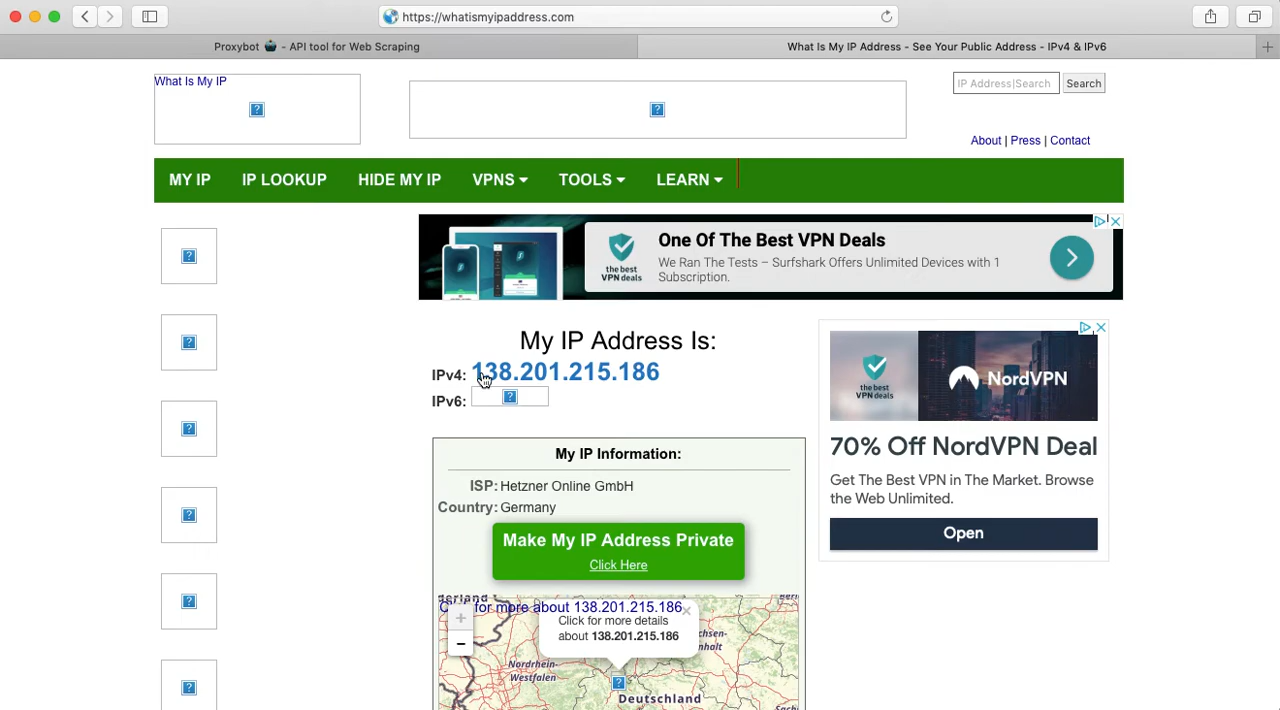 https://whatismyipaddress.com
Proxybot - API tool for Web Scraping
What Is My IP Address - See Your Public Address - IPv4 & IPv6
What Is My IP
IP Address|Search
Search
About | Press | Contact
MY IP
IP LOOKUP
HIDE MY IP
VPNS
TOOLS
LEARN
the best
VPN deals
One Of The Best VPN Deals
We Ran The Tests – Surfshark Offers Unlimited Devices with 1
Subscription.
My IP Address Is:
IPv4: 138.201.215.186
IPv6:
My IP Information:
ISP: Hetzner Online GmbH
Country: Germany
Make My IP Address Private
Click Here
for more about 138.201.215.186
Click for more details
about 138.201.215.186
Nordrhein-
Westfalen
Deutschland
the best
VPN deals
NordVPN
70% Off NordVPN Deal
Get The Best VPN in The Market. Browse
the Web Unlimited.
Open